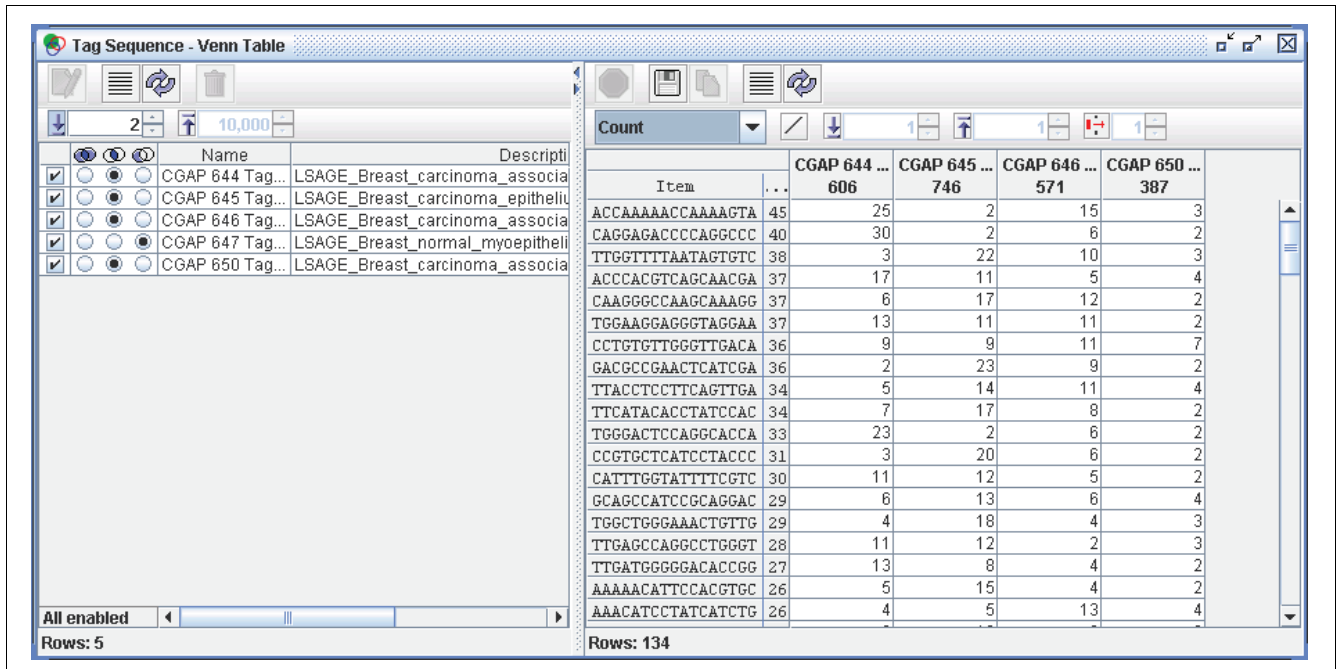 Tag Sequence - Venn Table
2 10,000
Name Descripti
CGAP 644 Tag... LSAGE_Breast_carcinoma_associa
CGAP 645 Tag... LSAGE_Breast_carcinoma_epitheliu
CGAP 646 Tag... LSAGE_Breast_carcinoma_associa
CGAP 647 Tag... LSAGE_Breast_normal_myoepitheli
CGAP 650 Tag... LSAGE_Breast_carcinoma_associa
All enabled
Rows: 5
Count 1 1 1
CGAP 644 ... CGAP 645 ... CGAP 646 ... CGAP 650 ...
Item ... 606 746 571 387
ACCAAAAACCAAAAGTA 45 25 2 15 3
CAGGAGACCCCAGGCCC 40 30 2 6 2
TTGGTTTTAATAGTGTC 38 3 22 10 3
ACCCACGTCAGCAACGA 37 17 11 5 4
CAAGGGCCAAGCAAAGG 37 6 17 12 2
TGGAAGGAGGGTAGGAA 37 13 11 11 2
CCTGTGTTGGGTTGACA 36 9 9 11 7
GACGCCGAACTCATCGA 36 2 23 9 2
TTACCTCCTTCAGTTGA 34 5 14 11 4
TTCATACACCTATCCAC 34 7 17 8 2
TGGGACTCCAGGCACCA 33 23 2 6 2
CCGTGCTCATCCTACCC 31 3 20 6 2
CATTTGGTATTTTCGTC 30 11 12 5 2
GCAGCCATCCGCAGGAC 29 6 13 6 4
TGGCTGGGAAACTGTTG 29 4 18 4 3
TTGAGCCAGGCCTGGGT 28 11 12 2 3
TTGATGGGGGACACCGG 27 13 8 4 2
AAAAACATTCCACGTGC 26 5 15 4 2
AAACATCCTATCATCTG 26 4 5 13 4
Rows: 134